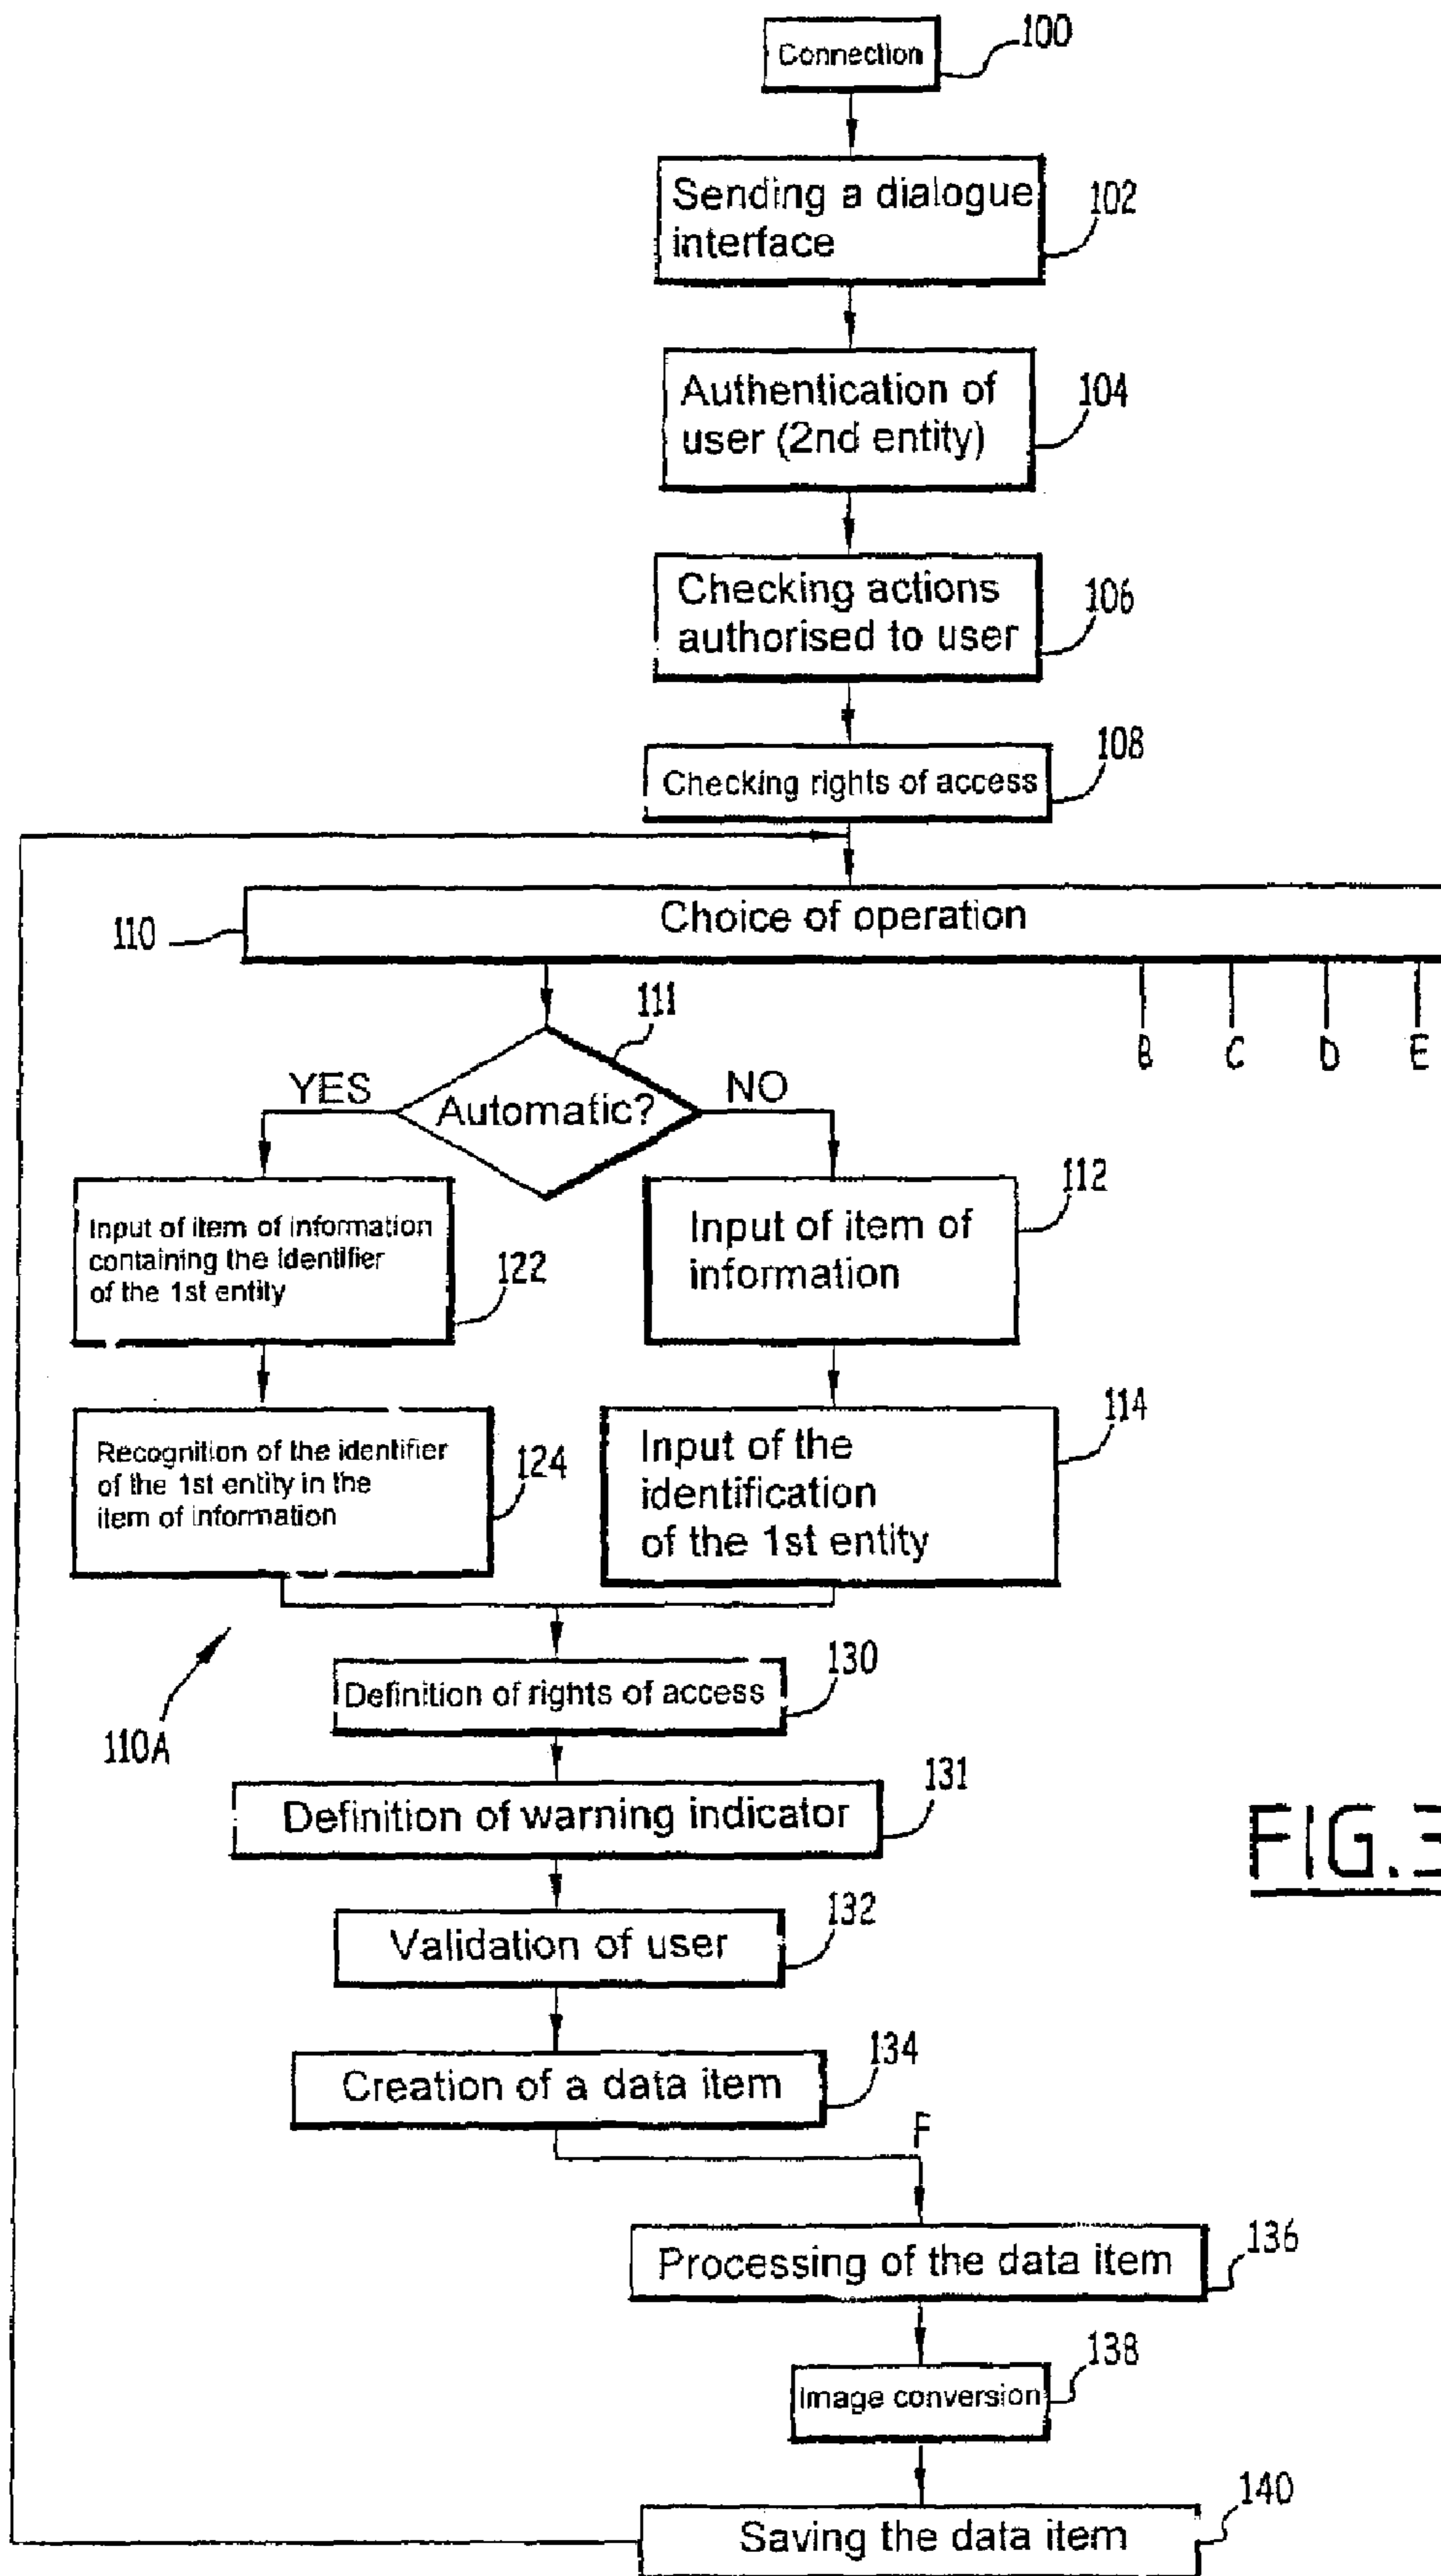 Connection
100
Sending a dialogue
interface
102
Authentication of
user (2nd entity)
104
Checking actions
authorised to user
106
Checking rights of access
108
Choice of operation
110
B C D E
111
Automatic?
YES
NO
Input of item of information
containing the identifier
of the 1st entity
122
Input of item of
information
112
Recognition of the identifier
of the 1st entity in the
item of information
124
Input of the
identification
of the 1st entity
114
110A
Definition of rights of access
130
Definition of warning indicator
131
FIG.3
Validation of user
132
Creation of a data item
134
F
Processing of the data item
136
Image conversion
138
Saving the data item
140